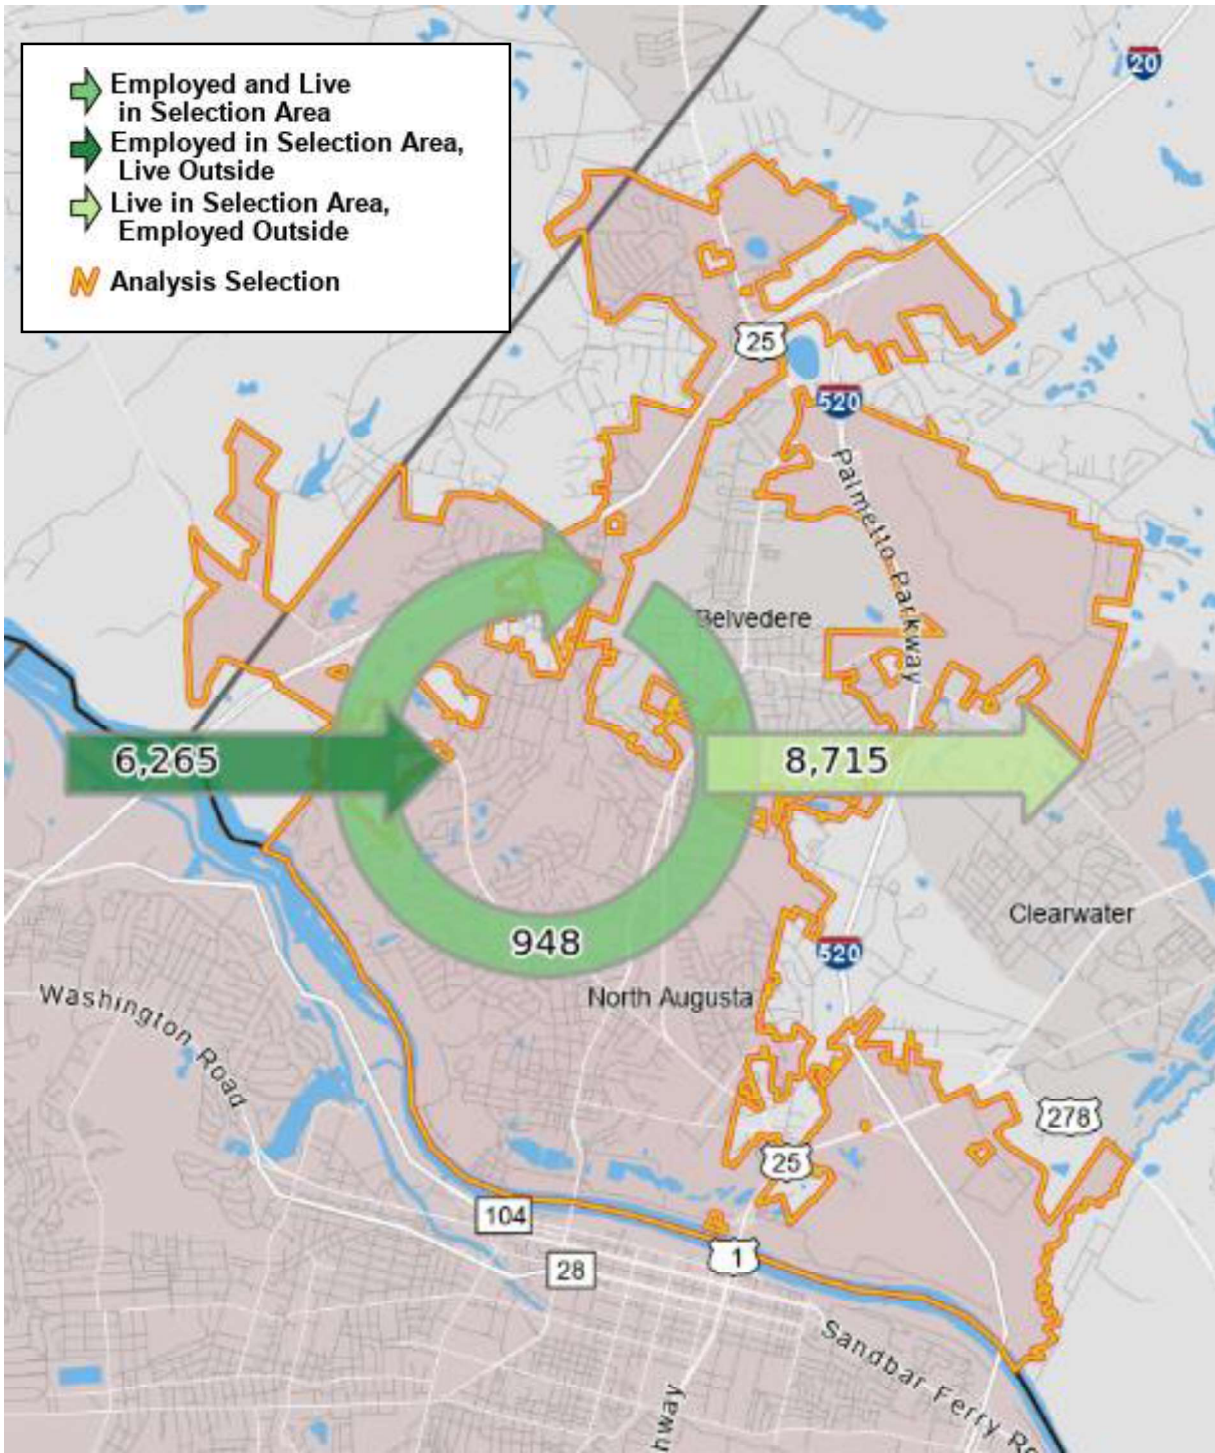 Employed and Live
in Selection Area
Employed in Selection Area,
Live Outside
Live in Selection Area,
Employed Outside
Analysis Selection
20
25
520
Palmetto Parkway
Belvedere
6,265
8,715
Clearwater
948
520
North Augusta
Washington Road
278
25
104
1
28
Sandbar Ferry Ro
hway